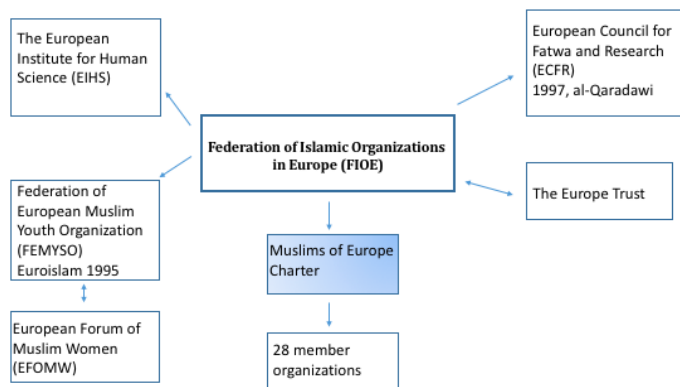 The European
Institute for Human
Science (EIHS)
European Council for
Fatwa and Research
(ECFR)
1997, al-Qaradawi
Federation of Islamic Organizations
in Europe (FIOE)
Federation of
European Muslim
Youth Organization
(FEMYSO)
Euroislam 1995
The Europe Trust
Muslims of Europe
Charter
European Forum of
Muslim Women
(EFOMW)
28 member
organizations